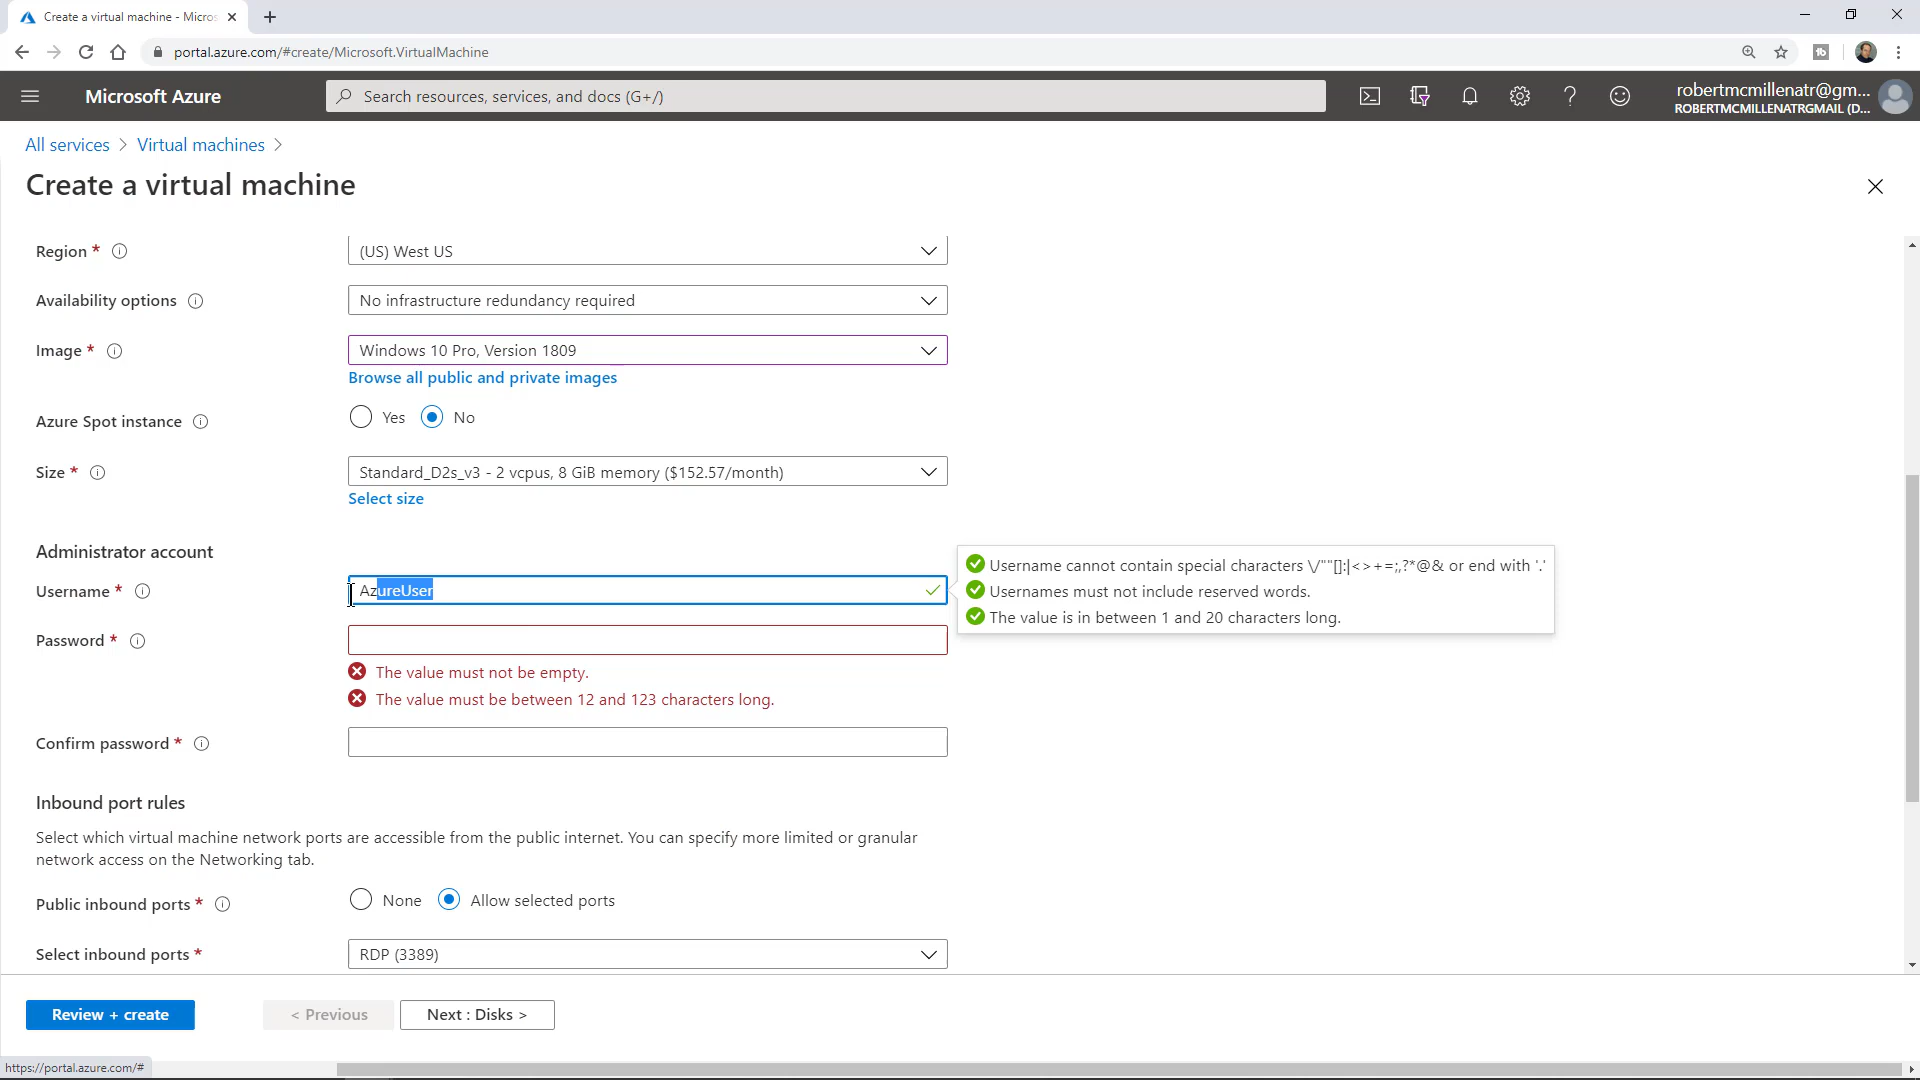 Create a virtual machine - Micros
portal.azure.com/#create/Microsoft.VirtualMachine
Microsoft Azure
Search resources, services, and docs (G+/)
robertmcmillenatr@gm...
ROBERTMCMILLENATRGMAIL (D...
All services > Virtual machines >
Create a virtual machine
Region *
(US) West US
Availability options
No infrastructure redundancy required
Image *
Windows 10 Pro, Version 1809
Browse all public and private images
Azure Spot instance
Yes No
Size *
Standard_D2s_v3 - 2 vcpus, 8 GiB memory ($152.57/month)
Select size
Administrator account
Username cannot contain special characters \/""[]:|<>+=;,?*@& or end with '.'
Username *
AzureUser
Usernames must not include reserved words.
The value is in between 1 and 20 characters long.
Password *
The value must not be empty.
The value must be between 12 and 123 characters long.
Confirm password *
Inbound port rules
Select which virtual machine network ports are accessible from the public internet. You can specify more limited or granular
network access on the Networking tab.
Public inbound ports *
None Allow selected ports
Select inbound ports *
RDP (3389)
Review + create
< Previous
Next : Disks >
https://portal.azure.com/#